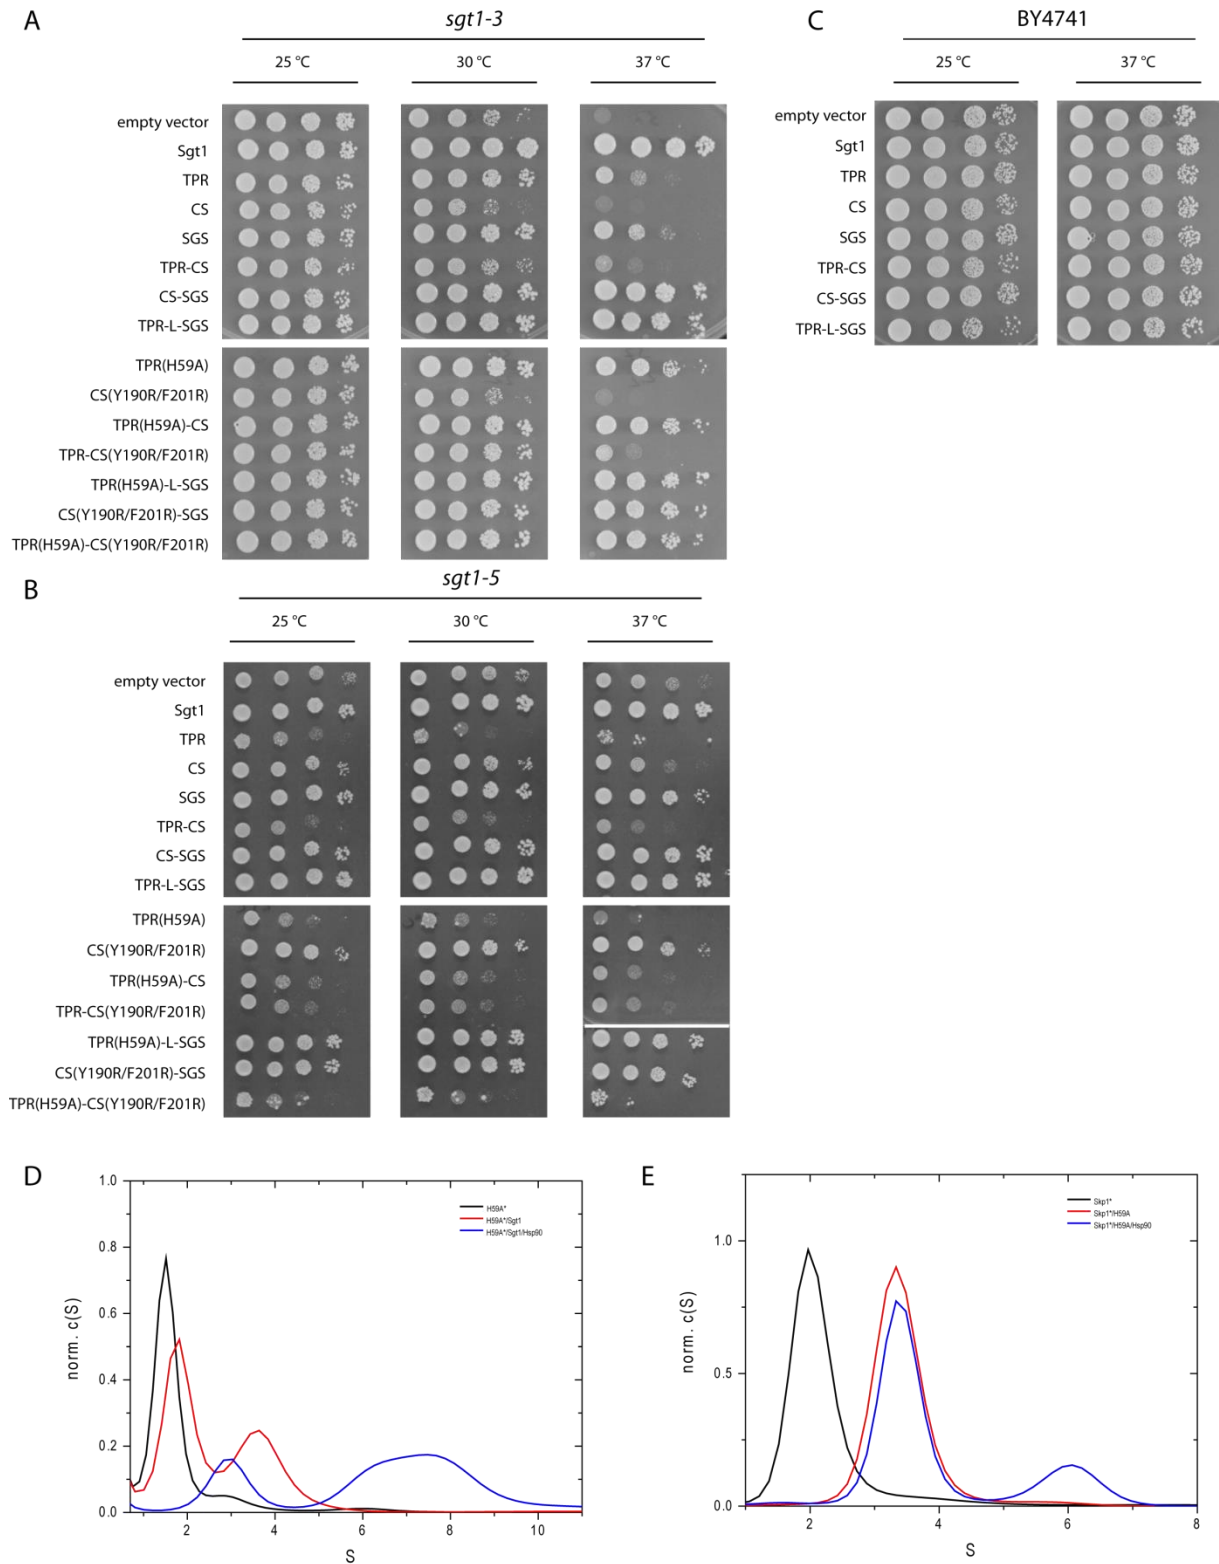 A
sgt1-3
25 °C
30 °C
37 °C
empty vector
Sgt1
TPR
CS
SGS
TPR-CS
CS-SGS
TPR-L-SGS
TPR(H59A)
CS(Y190R/F201R)
TPR(H59A)-CS
TPR-CS(Y190R/F201R)
TPR(H59A)-L-SGS
CS(Y190R/F201R)-SGS
TPR(H59A)-CS(Y190R/F201R)
C
BY4741
25 °C
37 °C
empty vector
Sgt1
TPR
CS
SGS
TPR-CS
CS-SGS
TPR-L-SGS
B
sgt1-5
25 °C
30 °C
37 °C
empty vector
Sgt1
TPR
CS
SGS
TPR-CS
CS-SGS
TPR-L-SGS
TPR(H59A)
CS(Y190R/F201R)
TPR(H59A)-CS
TPR-CS(Y190R/F201R)
TPR(H59A)-L-SGS
CS(Y190R/F201R)-SGS
TPR(H59A)-CS(Y190R/F201R)
D
1.0
0.8
0.6
0.4
0.2
0.0
norm. c(S)
H59A*
H59A*/Sgt1
H59A*/Sgt1/Hsp90
2 4 6 8 10
S
E
1.0
0.5
0.0
norm. c(S)
Skp1*
Skp1*/H59A
Skp1*/H59A/Hsp90
2 4 6 8
S